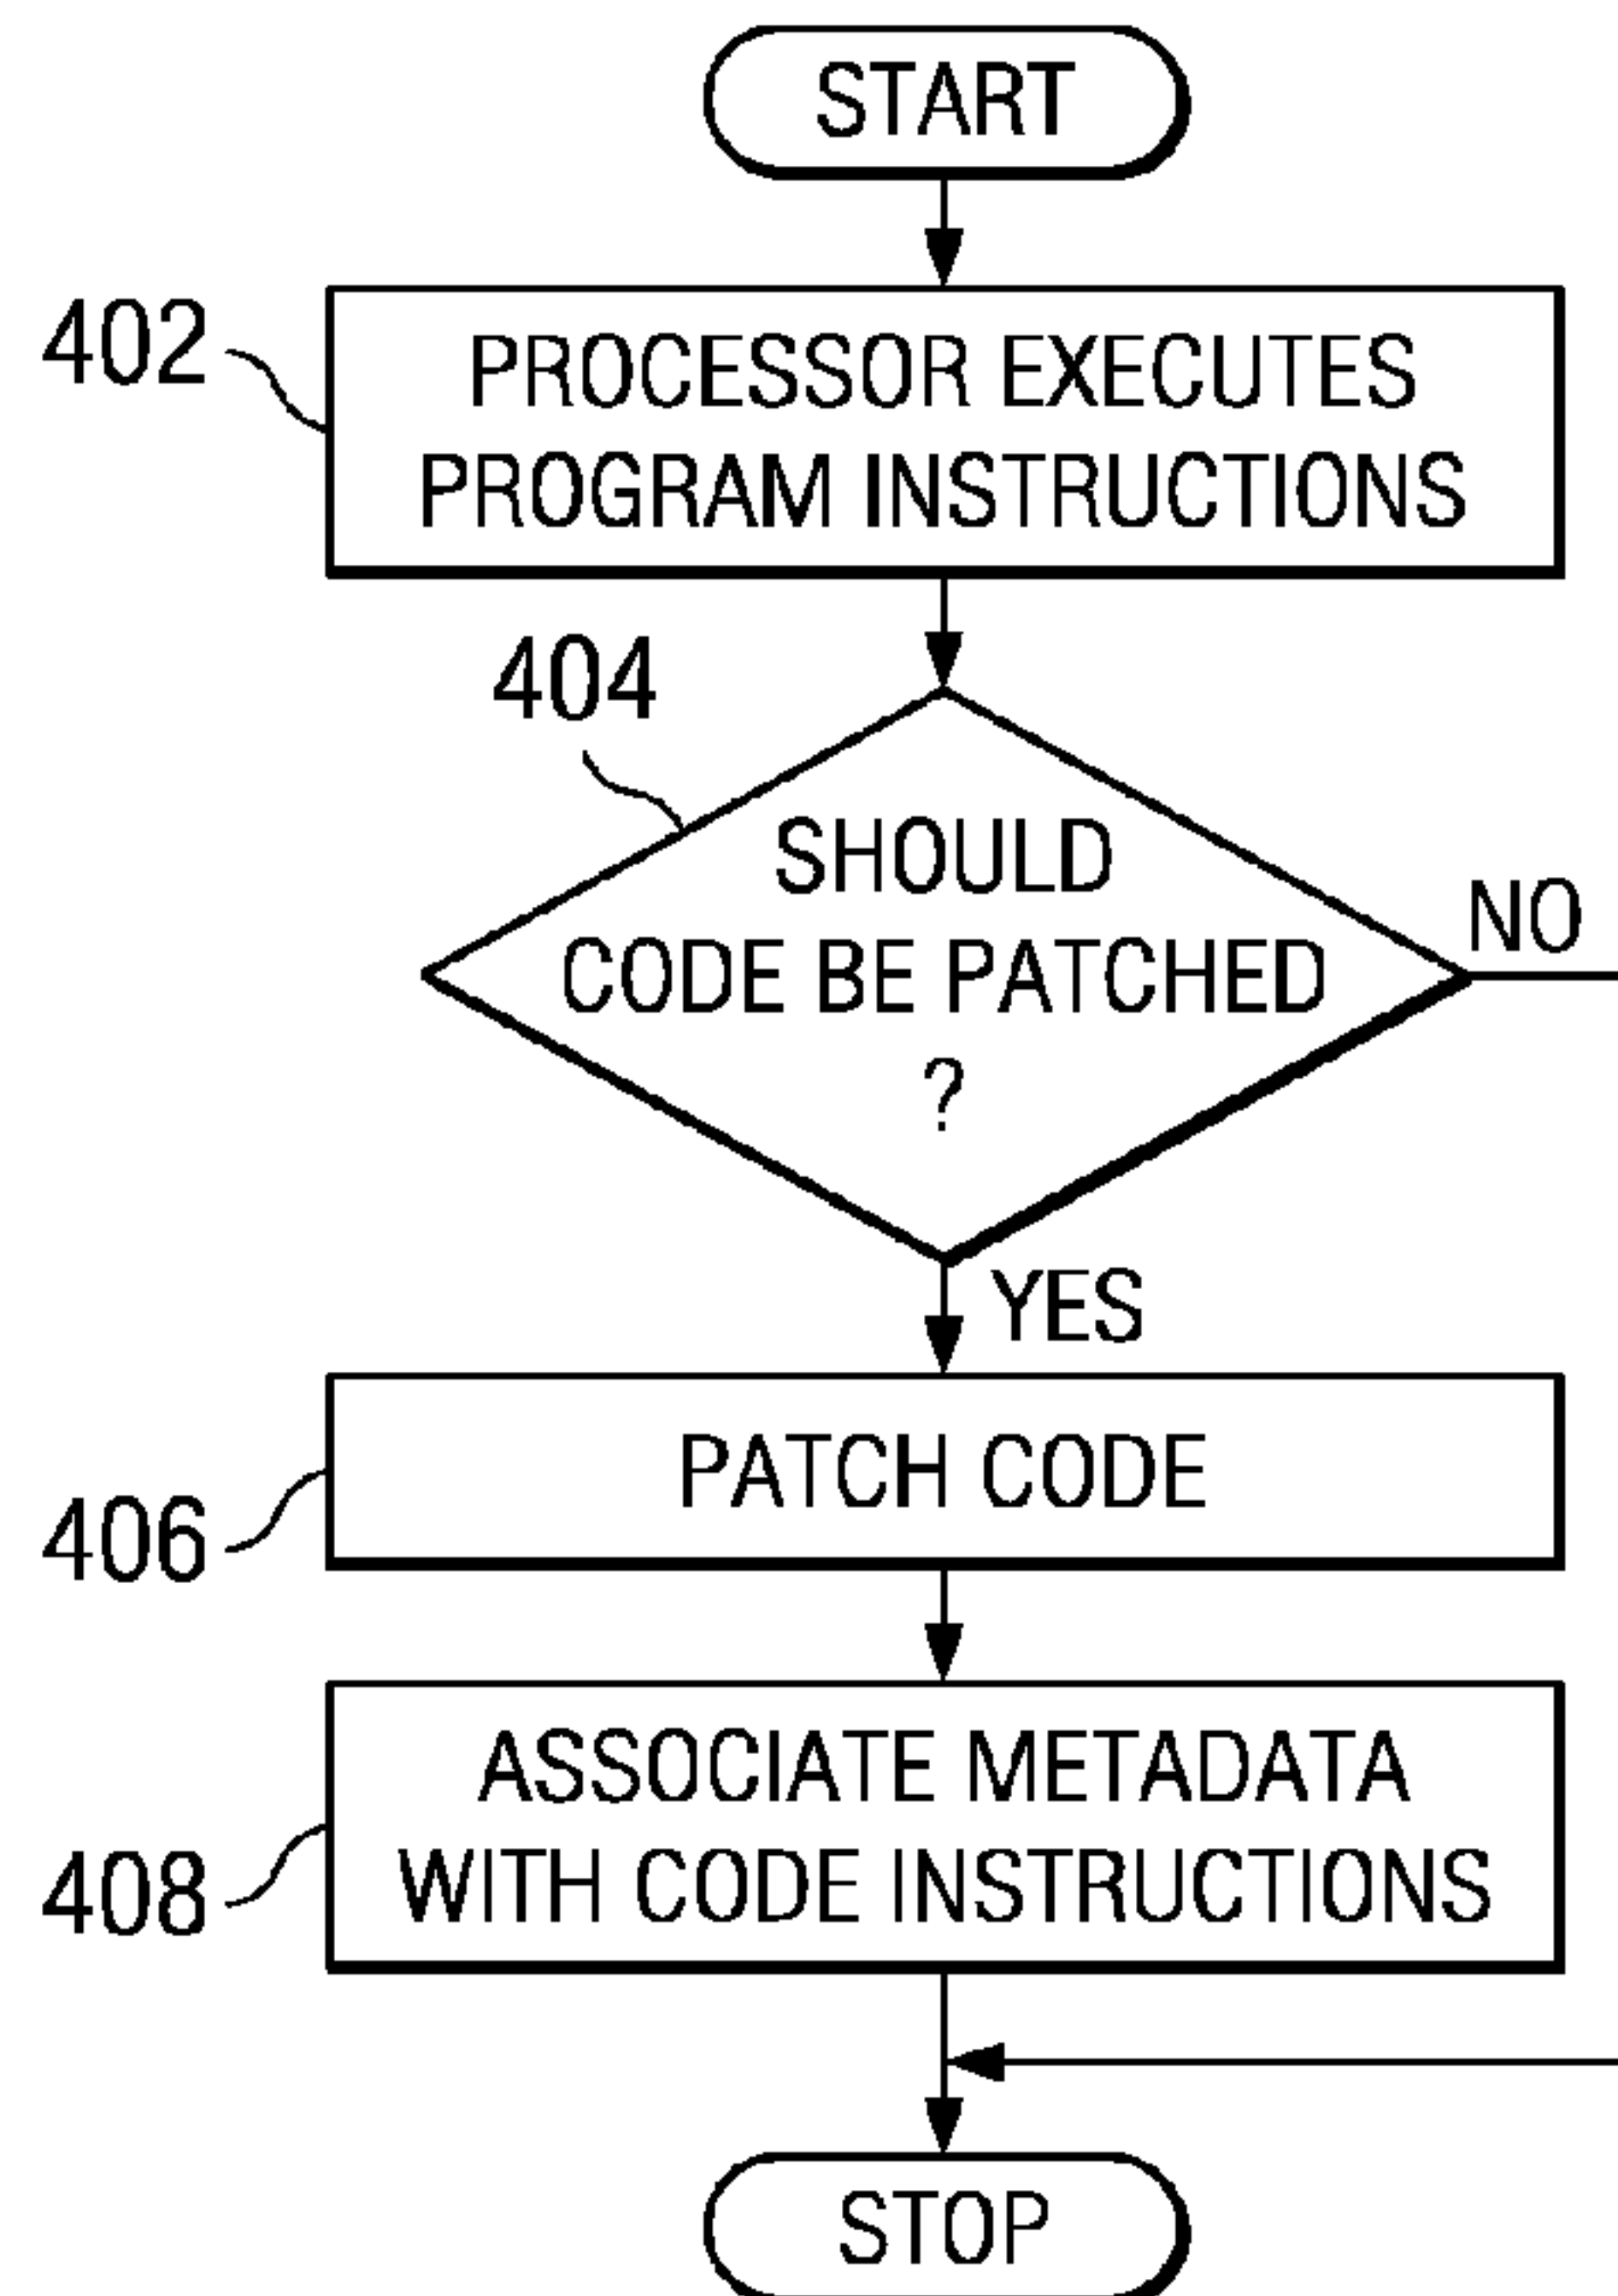 START
402
PROCESSOR EXECUTES
PROGRAM INSTRUCTIONS
404
SHOULD
CODE BE PATCHED
?
NO
YES
406
PATCH CODE
408
ASSOCIATE METADATA
WITH CODE INSTRUCTIONS
STOP